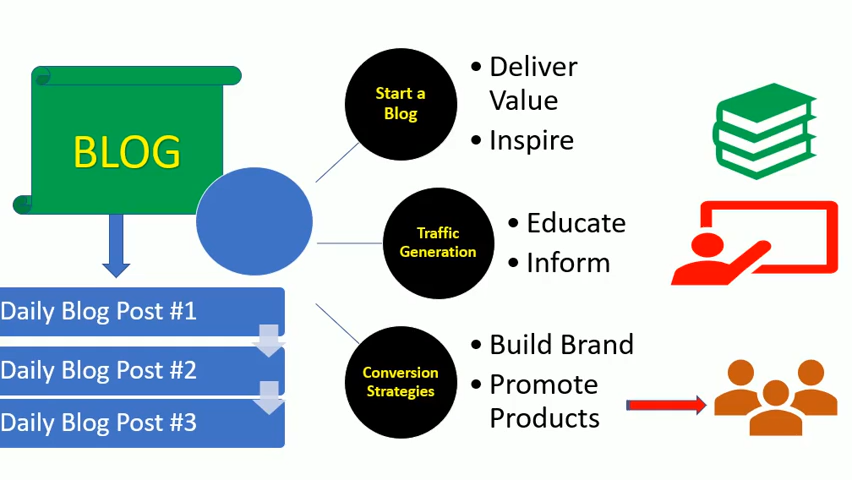 BLOG
Daily Blog Post #1
Daily Blog Post #2
Daily Blog Post #3
Start a
Blog
• Deliver
Value
• Inspire
Traffic
Generation
• Educate
• Inform
Conversion
Strategies
• Build Brand
• Promote
Products